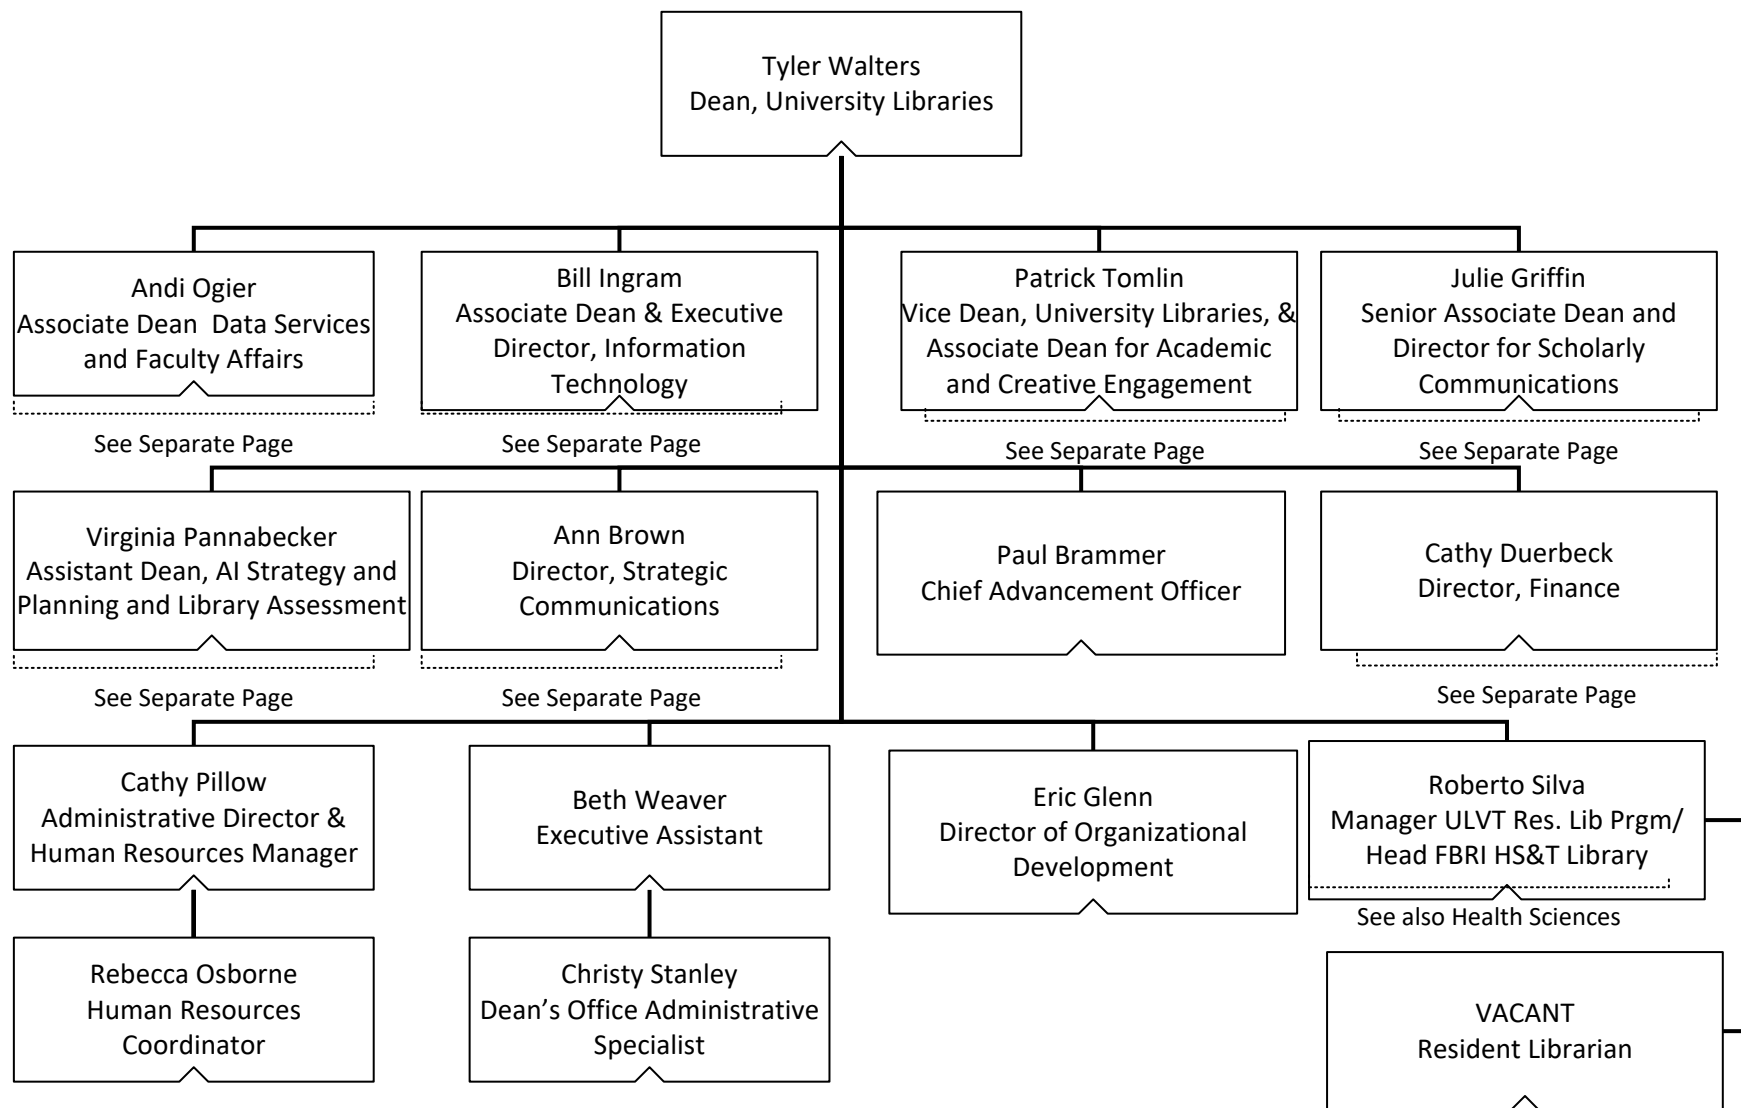 Tyler Walters
Dean, University Libraries
Andi Ogier
Associate Dean  Data Services
and Faculty Affairs
See Separate Page
Bill Ingram
Associate Dean & Executive
Director, Information
Technology
See Separate Page
Patrick Tomlin
Vice Dean, University Libraries, &
Associate Dean for Academic
and Creative Engagement
See Separate Page
Julie Griffin
Senior Associate Dean and
Director for Scholarly
Communications
See Separate Page
Virginia Pannabecker
Assistant Dean, AI Strategy and
Planning and Library Assessment
See Separate Page
Ann Brown
Director, Strategic
Communications
See Separate Page
Paul Brammer
Chief Advancement Officer
Cathy Duerbeck
Director, Finance
See Separate Page
Cathy Pillow
Administrative Director &
Human Resources Manager
Beth Weaver
Executive Assistant
Eric Glenn
Director of Organizational
Development
Roberto Silva
Manager ULVT Res. Lib Prgm/
Head FBRI HS&T Library
See also Health Sciences
Rebecca Osborne
Human Resources
Coordinator
Christy Stanley
Dean’s Office Administrative
Specialist
VACANT
Resident Librarian